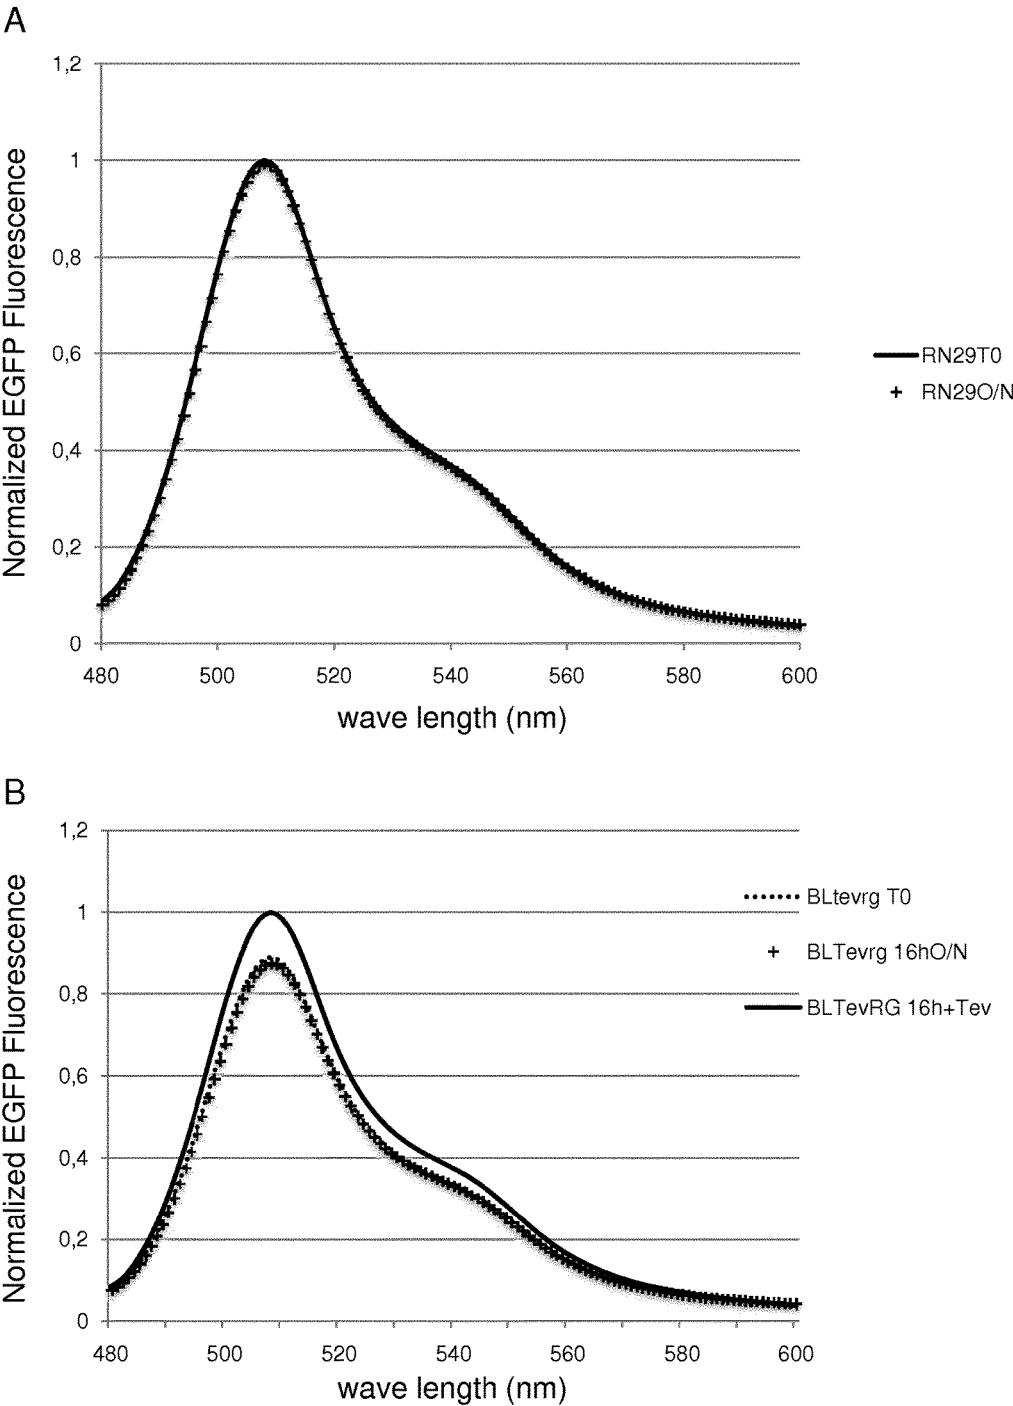 A
1,2
1
0,8
0,6
0,4
0,2
0
480 500 520 540 560 580 600
wave length (nm)
Normalized EGFP Fluorescence
RN29T0
RN29O/N
B
1,2
1
0,8
0,6
0,4
0,2
0
480 500 520 540 560 580 600
wave length (nm)
Normalized EGFP Fluorescence
BLtevrg T0
BLTevrg 16hO/N
BLTevRG 16h+Tev